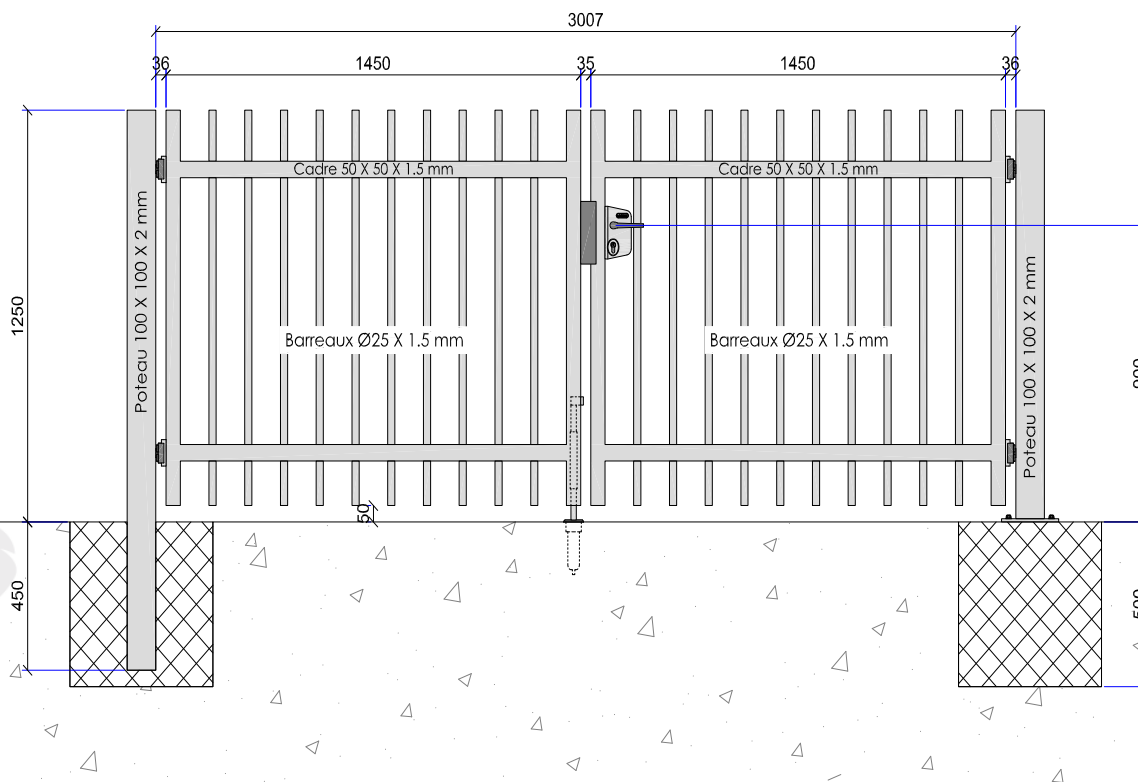 3007
36 1450 35 1450 36
Cadre 50 X 50 X 1.5 mm
Cadre 50 X 50 X 1.5 mm
Poteau 100 X 100 X 2 mm
Poteau 100 X 100 X 2 mm
1250
Barreaux Ø25 X 1.5 mm
Barreaux Ø25 X 1.5 mm
50
450